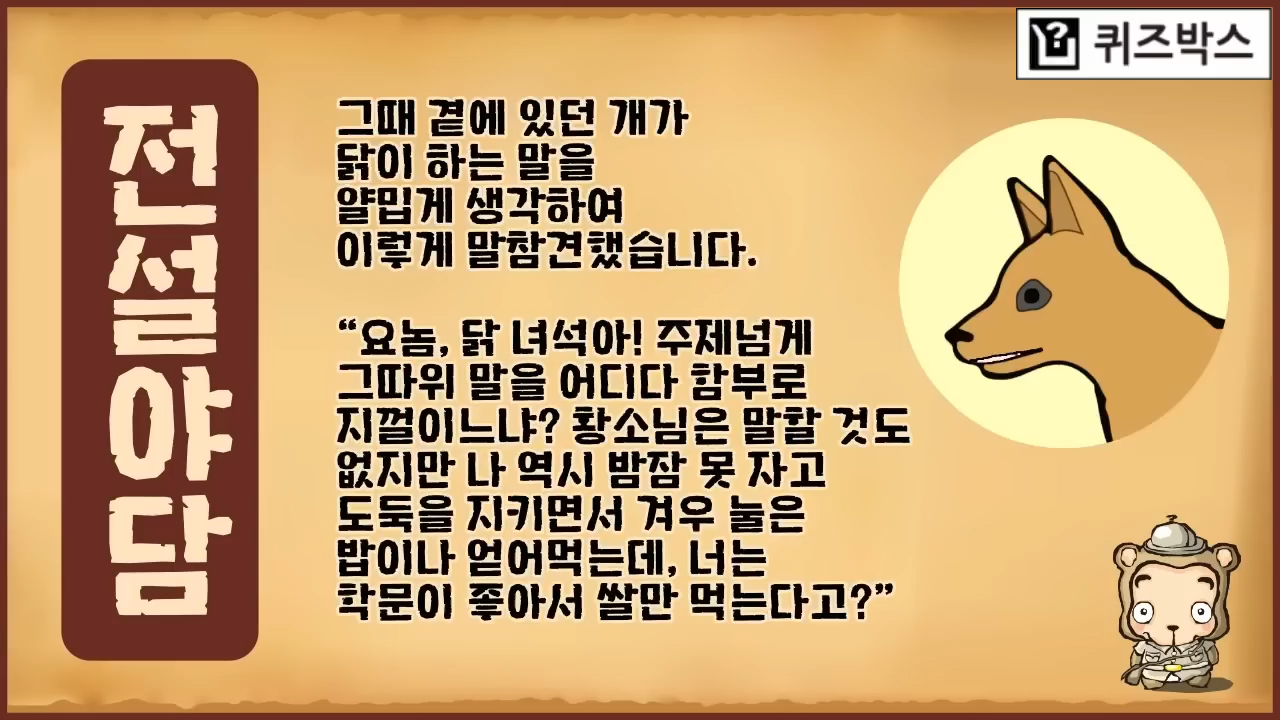 퀴즈박스
전설야담
그때 곁에 있던 개가
닭이 하는 말을
얄밉게 생각하여
이렇게 말참견했습니다.
“요놈, 닭 녀석아! 주제넘게
그따위 말을 어디다 함부로
지껄이느냐? 황소님은 말할 것도
없지만 나 역시 밤잠 못 자고
도둑을 지키면서 겨우 눌은
밥이나 얻어먹는데, 너는
학문이 좋아서 쌀만 먹는다고?”